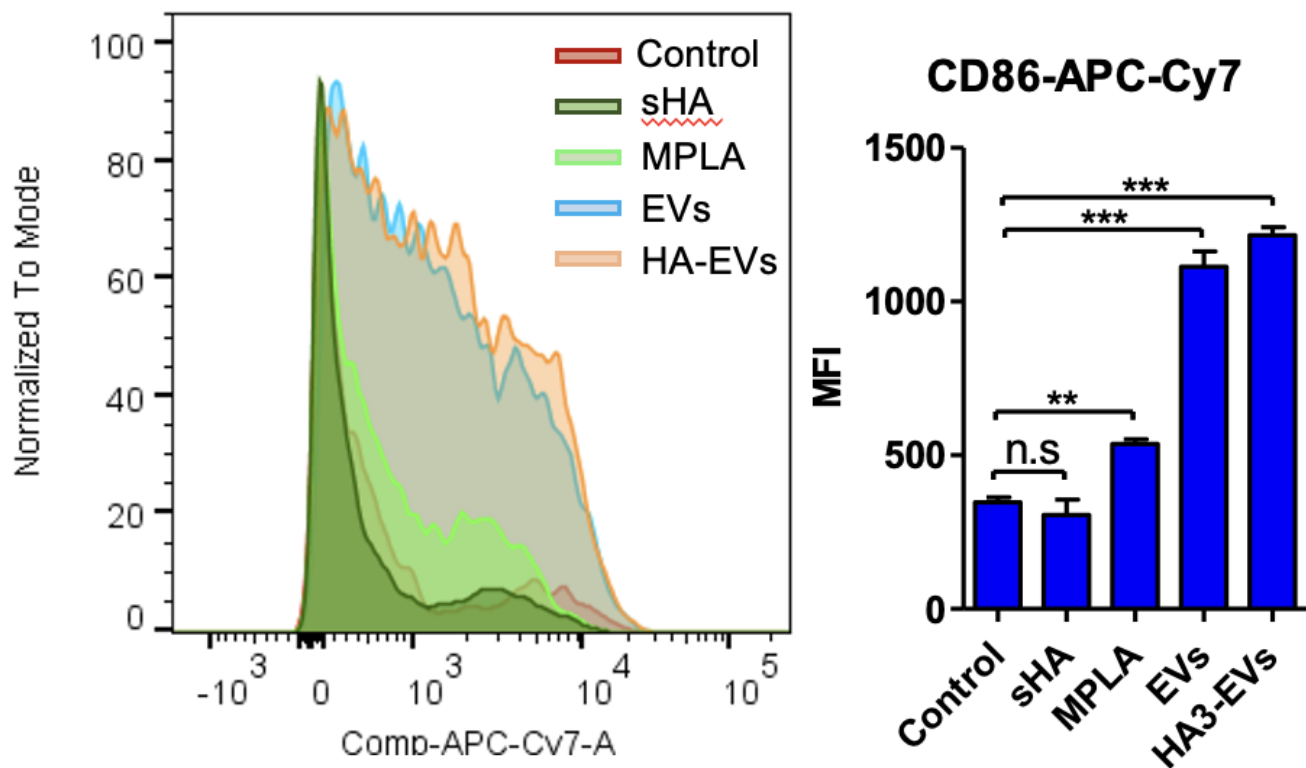 Normalized To Mode
100
80
60
40
20
0
-10 3
0
10 3
10 4
10 5
Comp-APC-Cy7-A
Control
sHA
MPLA
EVs
HA-EVs
CD86-APC-Cy7
MFI
1500
1000
500
0
***
***
**
n.s
Control
sHA
MPLA
EVs
HA3-EVs